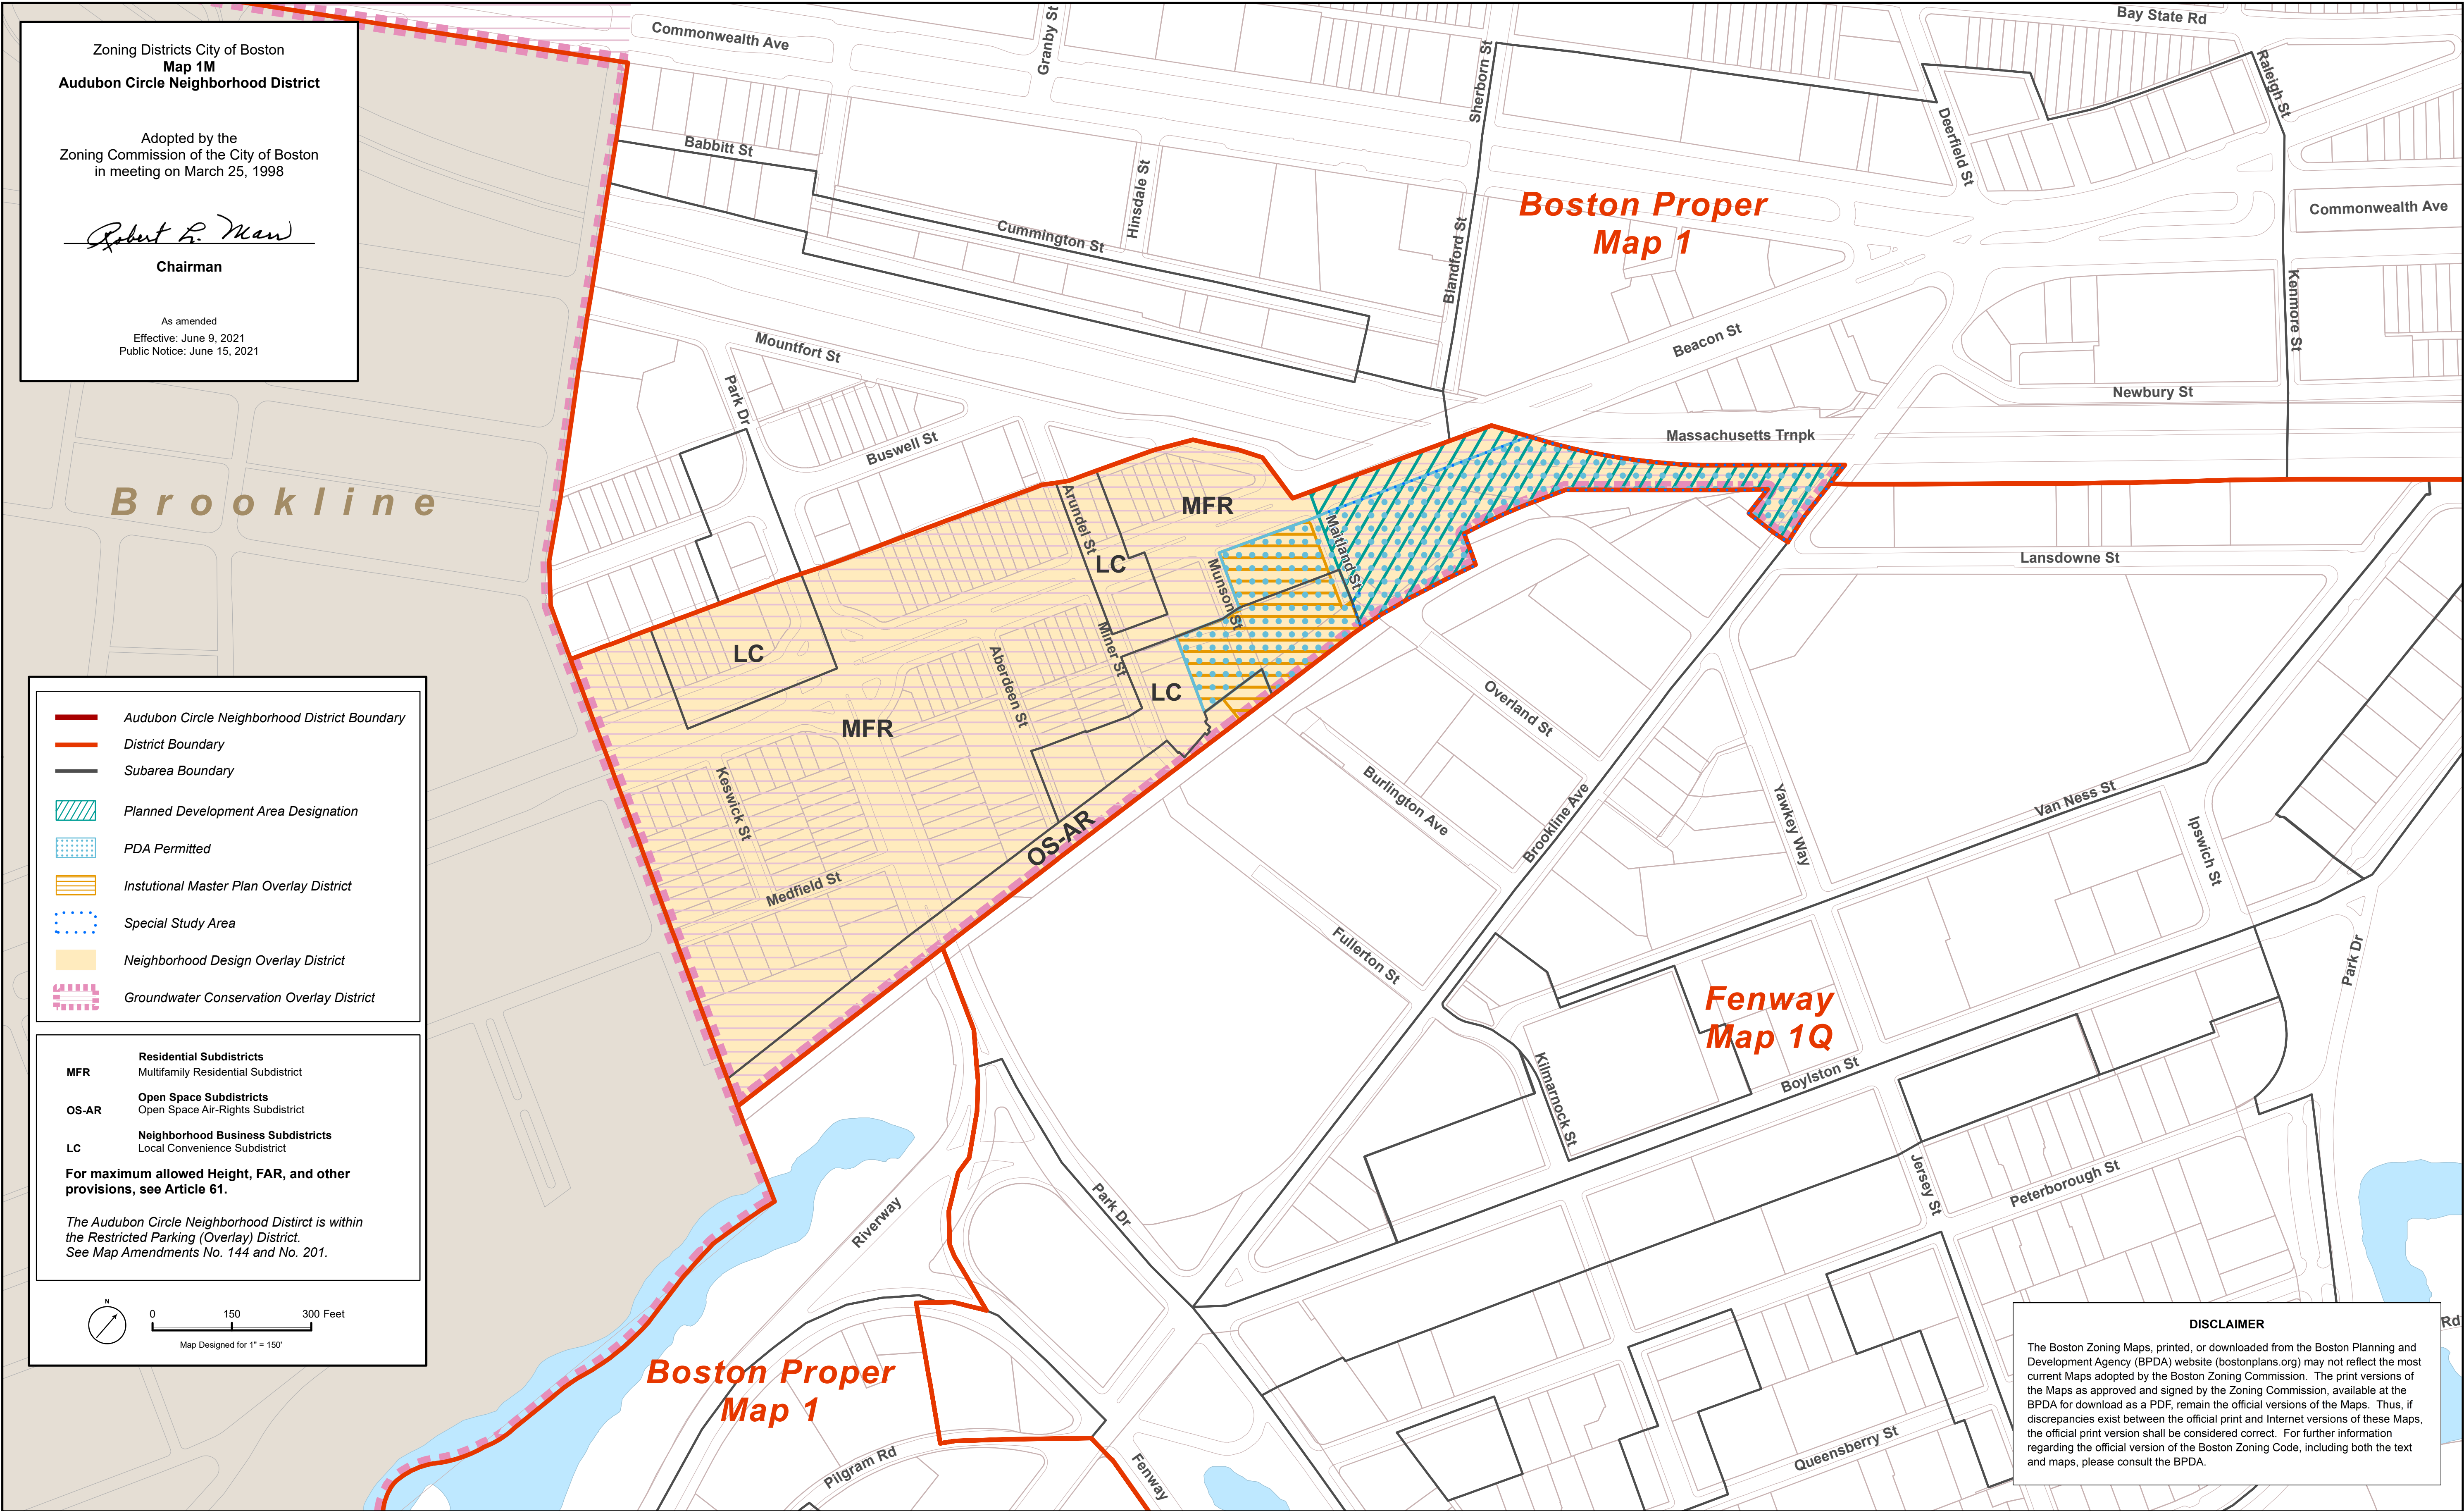 Zoning Districts City of Boston
Map 1M
Audubon Circle Neighborhood District
Adopted by the
Zoning Commission of the City of Boston
in meeting on March 25, 1998
Robert L. Marr
Chairman
As amended
Effective: June 9, 2021
Public Notice: June 15, 2021
Commonwealth Ave
Granby St
Bay State Rd
Sherborn St
Raleigh St
Deerfield St
Babbitt St
Hinsdale St
Cummington St
Blandford St
Boston Proper
Map 1
Commonwealth Ave
Kenmore St
Mountfort St
Beacon St
Park Dr
Newbury St
Buswell St
Massachusetts Trnpk
Brookline
MFR
Arundel St
LC
Maitland St
Munson St
Lansdowne St
LC
Miner St
Aberdeen St
LC
MFR
Overland St
Keswick St
Burlington Ave
Brookline Ave
Yawkey Way
Van Ness St
Ipswich St
OS-AR
Medfield St
Fullerton St
Park Dr
Fenway
Map 1Q
Kilmarnock St
Boylston St
Jersey St
Peterborough St
Riverway
Park Dr
Boston Proper
Map 1
Pilgram Rd
Fenway
Queensberry St
Rd
Audubon Circle Neighborhood District Boundary
District Boundary
Subarea Boundary
Planned Development Area Designation
PDA Permitted
Instutional Master Plan Overlay District
Special Study Area
Neighborhood Design Overlay District
Groundwater Conservation Overlay District
Residential Subdistricts
MFR Multifamily Residential Subdistrict
Open Space Subdistricts
OS-AR Open Space Air-Rights Subdistrict
Neighborhood Business Subdistricts
LC Local Convenience Subdistrict
For maximum allowed Height, FAR, and other
provisions, see Article 61.
The Audubon Circle Neighborhood Distirct is within
the Restricted Parking (Overlay) District.
See Map Amendments No. 144 and No. 201.
N
0 150 300 Feet
Map Designed for 1" = 150'
DISCLAIMER
The Boston Zoning Maps, printed, or downloaded from the Boston Planning and
Development Agency (BPDA) website (bostonplans.org) may not reflect the most
current Maps adopted by the Boston Zoning Commission. The print versions of
the Maps as approved and signed by the Zoning Commission, available at the
BPDA for download as a PDF, remain the official versions of the Maps. Thus, if
discrepancies exist between the official print and Internet versions of these Maps,
the official print version shall be considered correct. For further information
regarding the official version of the Boston Zoning Code, including both the text
and maps, please consult the BPDA.